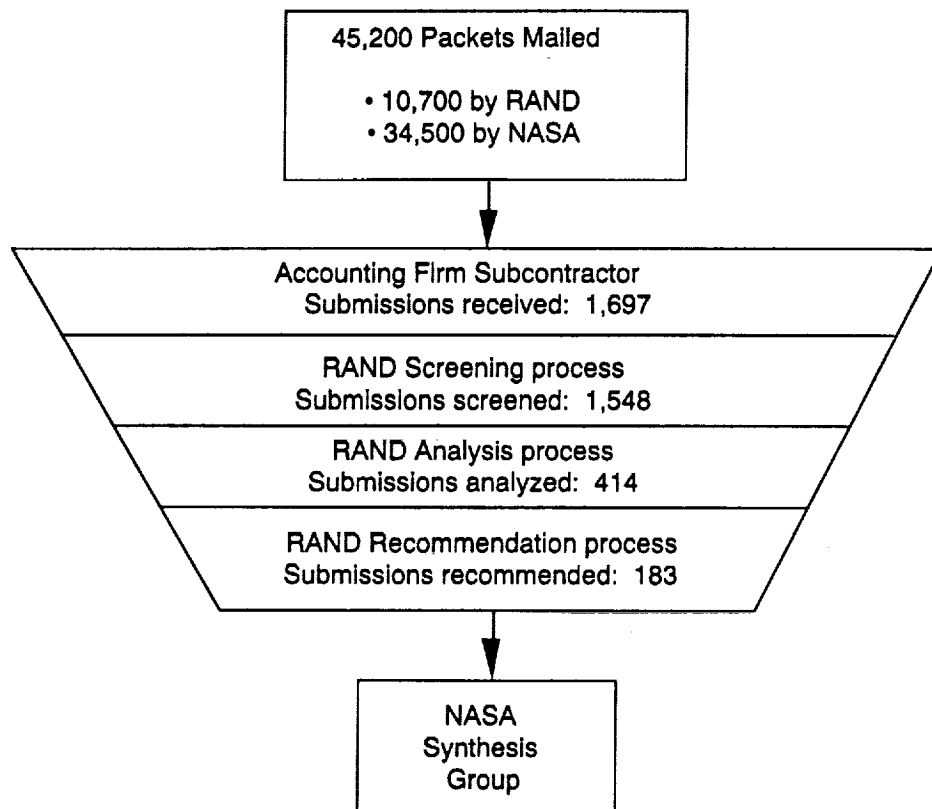 45,200 Packets Mailed
• 10,700 by RAND
• 34,500 by NASA
Accounting Firm Subcontractor
Submissions received: 1,697
RAND Screening process
Submissions screened: 1,548
RAND Analysis process
Submissions analyzed: 414
RAND Recommendation process
Submissions recommended: 183
NASA
Synthesis
Group